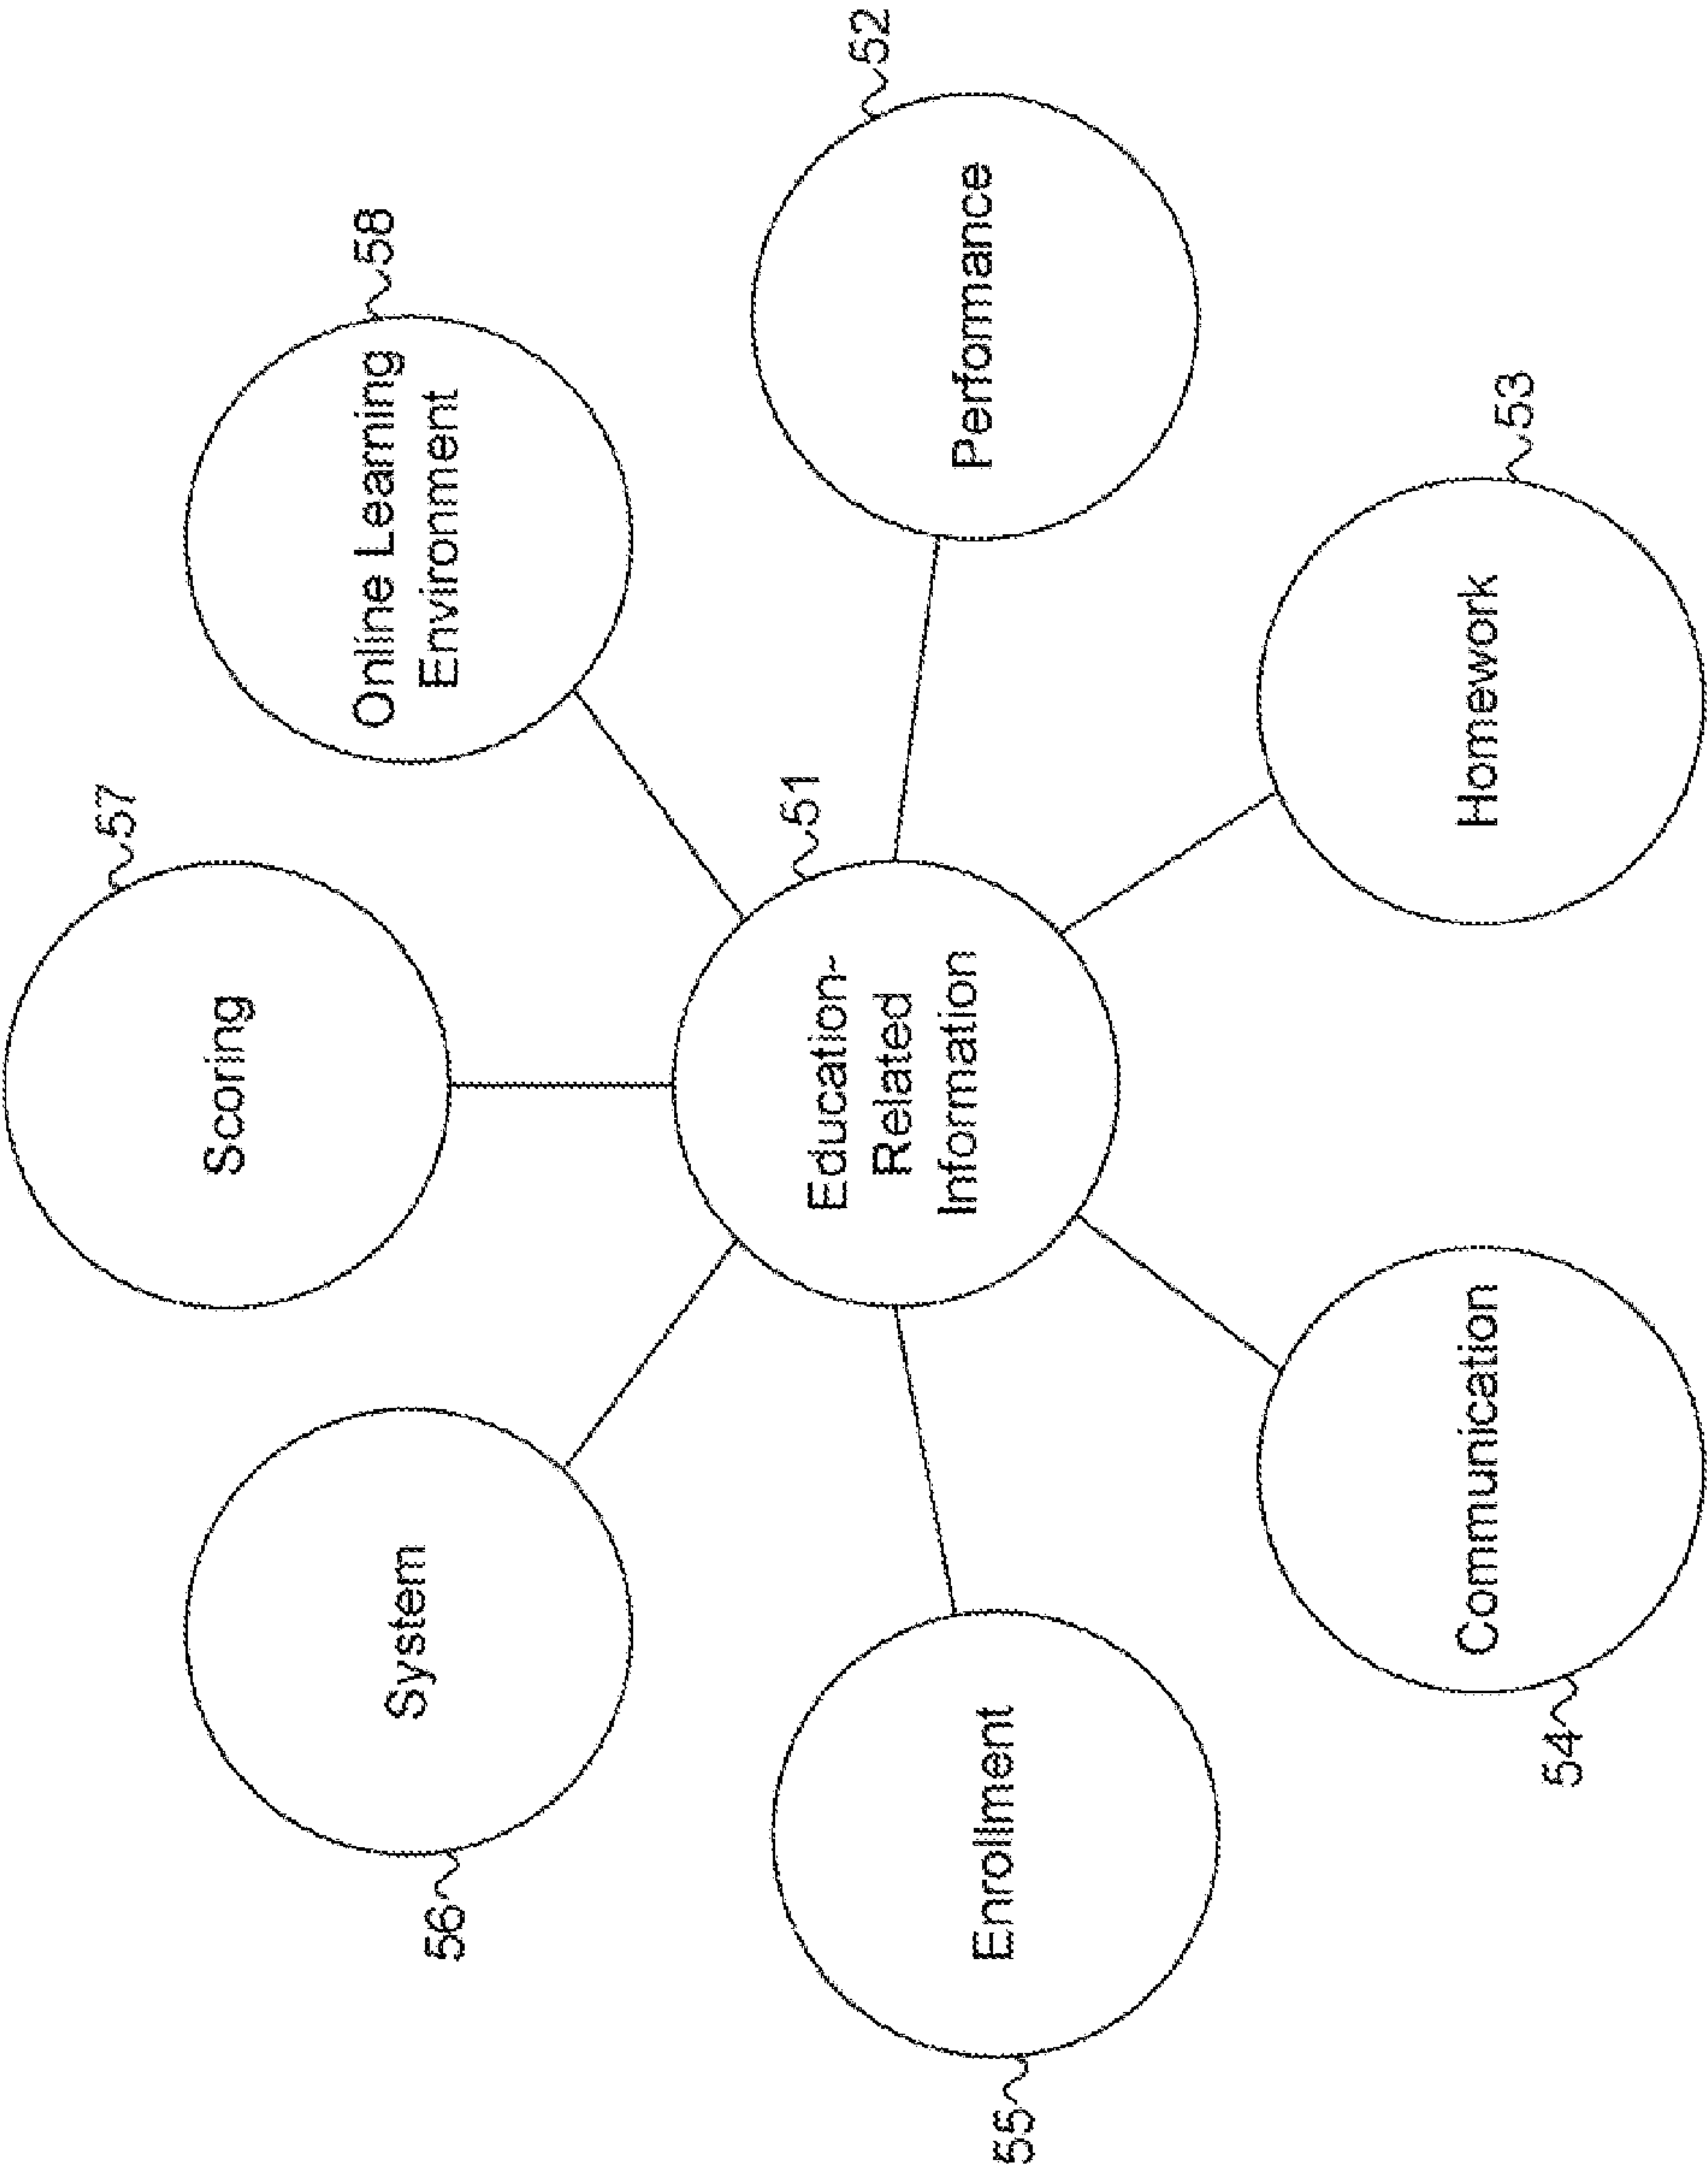 57
Scoring
System
56
Online Learning
Environment
58
51
Education-
Related
Information
52
Perfomance
Enrollment
55
Communication
54
Homework
53